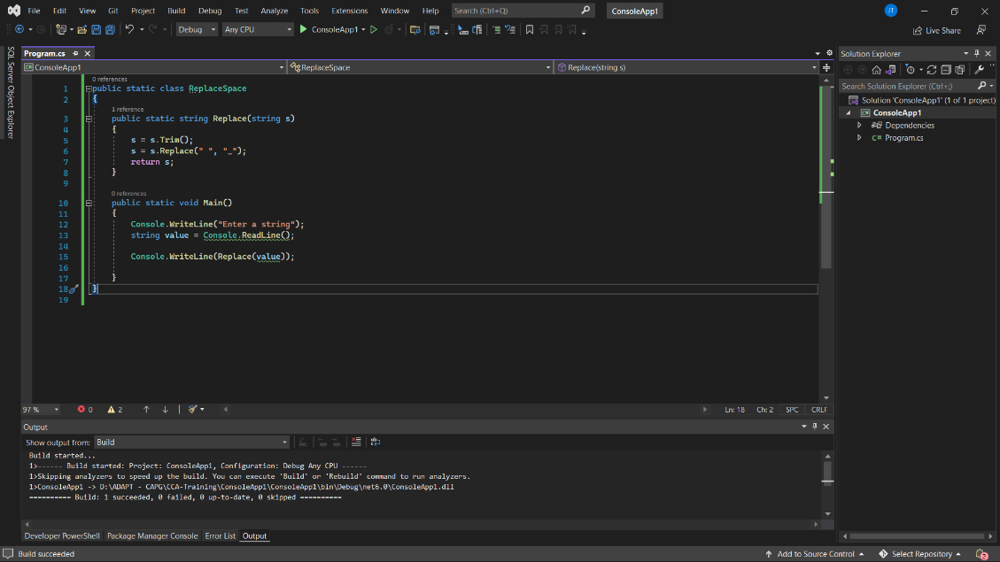 File Edit View Git Project Build Debug Test Analyze Tools Extensions Window Help Search (Ctrl+Q) ConsoleApp1 JT
Debug Any CPU ConsoleApp1 Live Share
SQL Server Object Explorer
Program.cs
ConsoleApp1 ReplaceSpace Replace(string s)
0 references
1 public static class ReplaceSpace
2 {
1 reference
3 public static string Replace(string s)
4 {
5 s = s.Trim();
6 s = s.Replace(" ", "_");
7 return s;
8 }
9
0 references
10 public static void Main()
11 {
12 Console.WriteLine("Enter a string");
13 string value = Console.ReadLine();
14
15 Console.WriteLine(Replace(value));
16
17 }
18 }
19
97 % 0 2 Ln: 18 Ch: 2 SPC CRLF
Solution Explorer
Search Solution Explorer (Ctrl+;)
Solution 'ConsoleApp1' (1 of 1 project)
ConsoleApp1
Dependencies
C# Program.cs
Output
Show output from: Build
Build started...
1>------ Build started: Project: ConsoleApp1, Configuration: Debug Any CPU ------
1>Skipping analyzers to speed up the build. You can execute 'Build' or 'Rebuild' command to run analyzers.
1>ConsoleApp1 -> D:\ADAPT - CAPG\CCA-Training\ConsoleApp1\ConsoleApp1\bin\Debug\net6.0\ConsoleApp1.dll
========== Build: 1 succeeded, 0 failed, 0 up-to-date, 0 skipped ==========
Developer PowerShell Package Manager Console Error List Output
Build succeeded Add to Source Control Select Repository 2